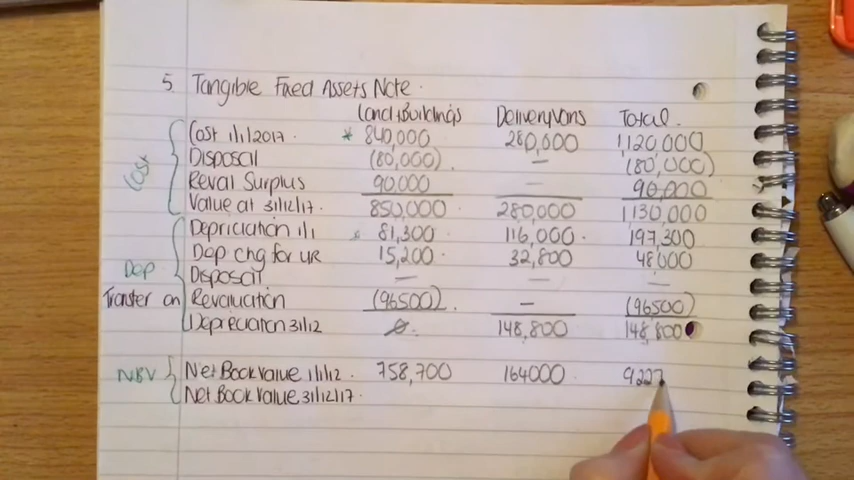 5 Tangible Fixed Assets Note.
Land+Buildings Delivery Vans Total.
Cost 1/1/2017. * 840,000 280,000 1,120,000
Disposal (80,000). — (80,000)
Reval Surplus 90,000 — 90,000
Value at 31/12/17. 850,000 280,000 1,130,000
Cost
Depriciation 1/1 81,300 116,000. 197,300
Dep chg for YR 15,200 32,800 48,000
Disposal — — —
Dep
Transfer on Revaluation (96500). — (96500)
Depreciation 31/12 ø. 148,800 148,800
NBV
Net Book Value 1/1/12. 758,700 164000 9227
Net Book Value 31/12/17.